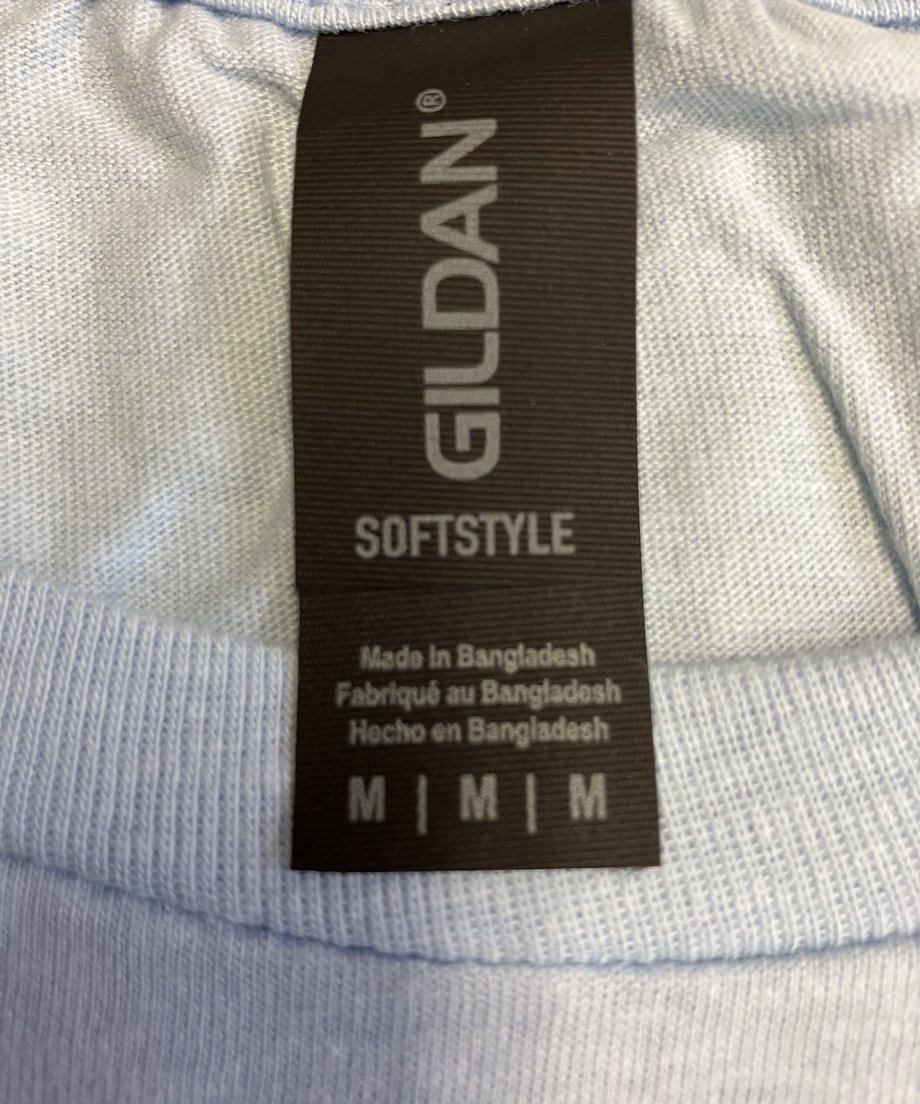 GILDAN®
SOFTSTYLE
Made in Bangladesh
Fabriqué au Bangladesh
Hecho en Bangladesh
M | M | M